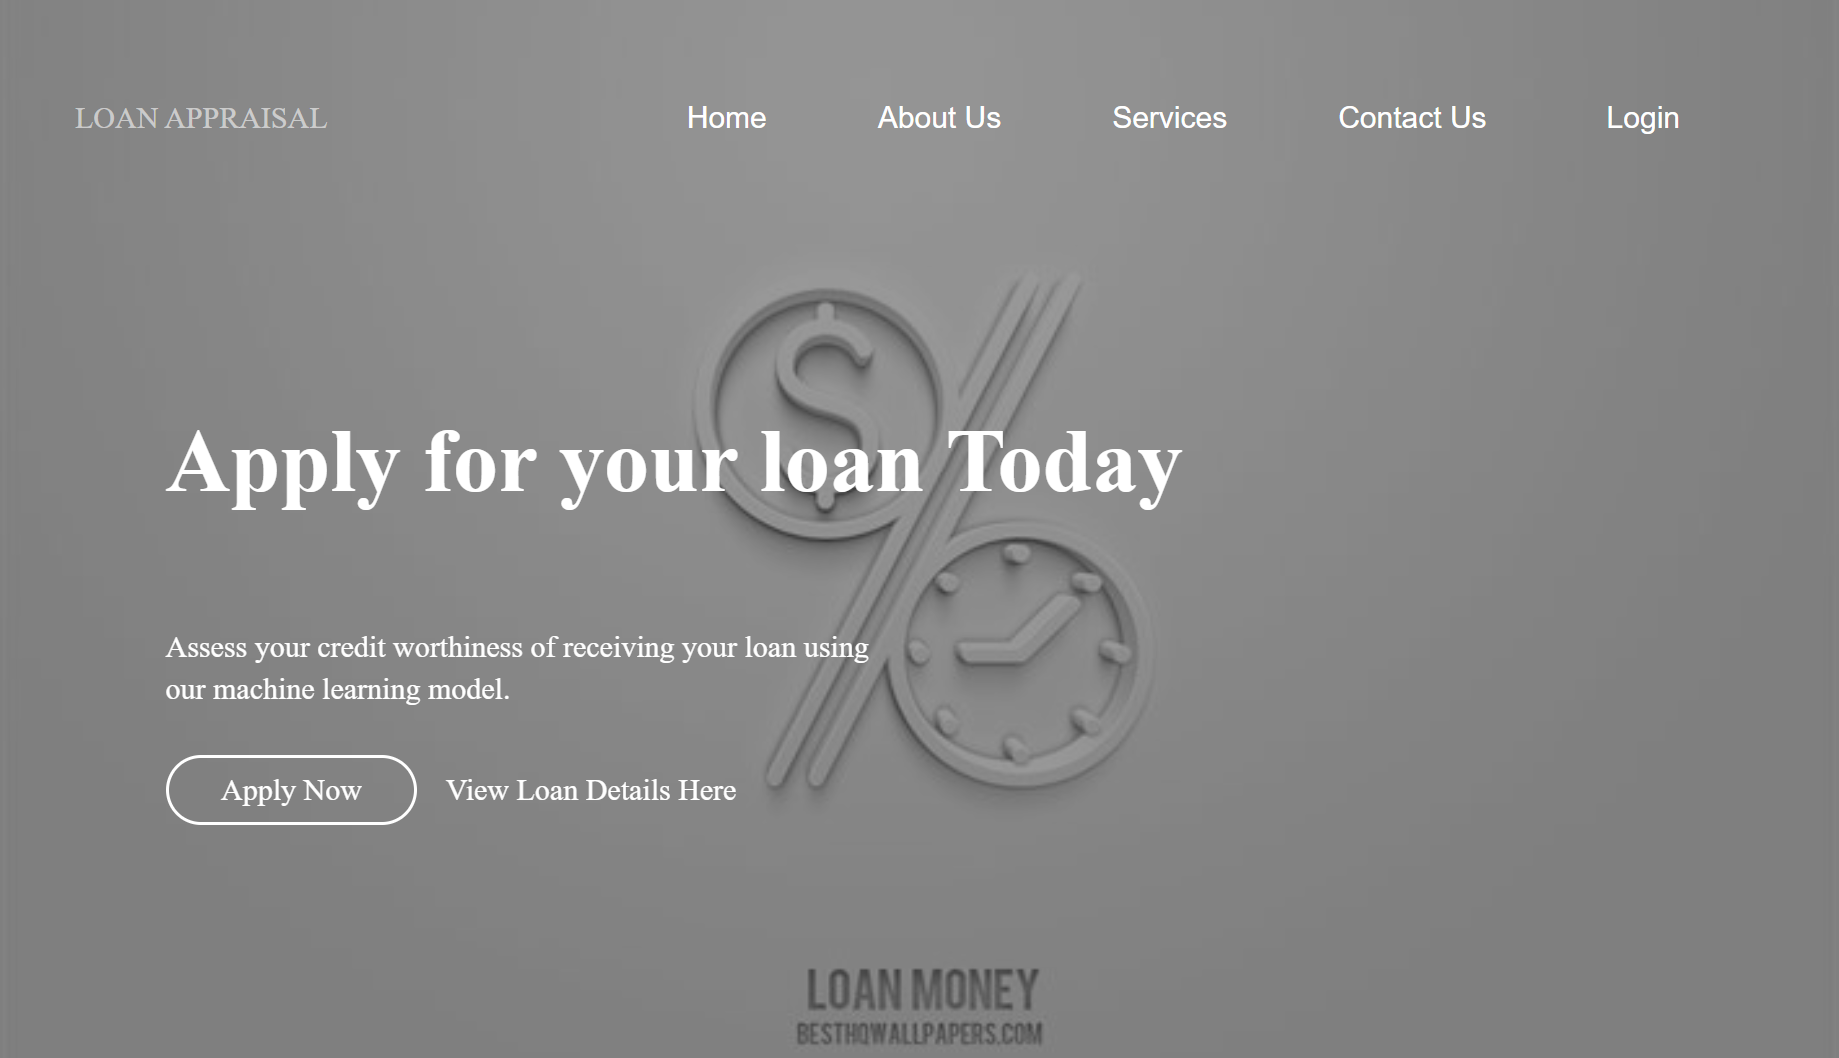 LOAN APPRAISAL
Home
About Us
Services
Contact Us
Login
Apply for your loan Today
Assess your credit worthiness of receiving your loan using
our machine learning model.
Apply Now
View Loan Details Here
LOAN MONEY
BESTHQWALLPAPERS.COM